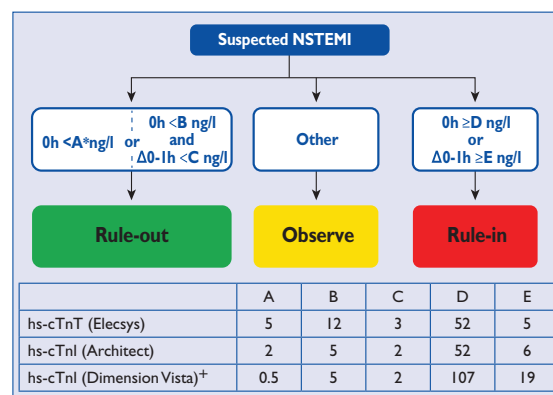 Suspected NSTEMI
0h <A*ng/l or
0h <B ng/l
and
Δ0-1h <C ng/l
Other
0h ≥D ng/l
or
Δ0-1h ≥E ng/l
Rule-out
Observe
Rule-in
A B C D E
hs-cTnT (Elecsys) 5 12 3 52 5
hs-cTnI (Architect) 2 5 2 52 6
hs-cTnI (Dimension Vista)+ 0.5 5 2 107 19